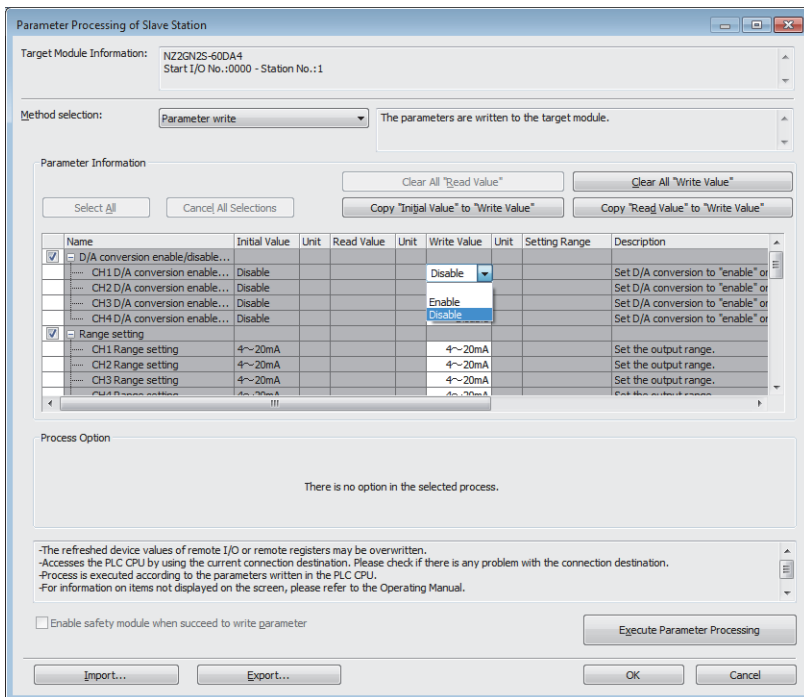 Parameter Processing of Slave Station
Target Module Information:
NZ2GN2S-60DA4
Start I/O No.:0000 - Station No.:1
Method selection:
Parameter write
The parameters are written to the target module.
Parameter Information
Clear All "Read Value"
Clear All "Write Value"
Select All
Cancel All Selections
Copy "Initial Value" to "Write Value"
Copy "Read Value" to "Write Value"
Name Initial Value Unit Read Value Unit Write Value Unit Setting Range Description
D/A conversion enable/disable...
CH1 D/A conversion enable... Disable Disable Set D/A conversion to "enable" or
CH2 D/A conversion enable... Disable Set D/A conversion to "enable" or
Enable
CH3 D/A conversion enable... Disable Set D/A conversion to "enable" or
Disable
CH4 D/A conversion enable... Disable Set D/A conversion to "enable" or
Range setting
CH1 Range setting 4～20mA 4～20mA Set the output range.
CH2 Range setting 4～20mA 4～20mA Set the output range.
CH3 Range setting 4～20mA 4～20mA Set the output range.
CH4 Range setting 4～20mA 4～20mA Set the output range.
Process Option
There is no option in the selected process.
-The refreshed device values of remote I/O or remote registers may be overwritten.
-Accesses the PLC CPU by using the current connection destination. Please check if there is any problem with the connection destination.
-Process is executed according to the parameters written in the PLC CPU.
-For information on items not displayed on the screen, please refer to the Operating Manual.
Enable safety module when succeed to write parameter
Execute Parameter Processing
Import...
Export...
OK
Cancel